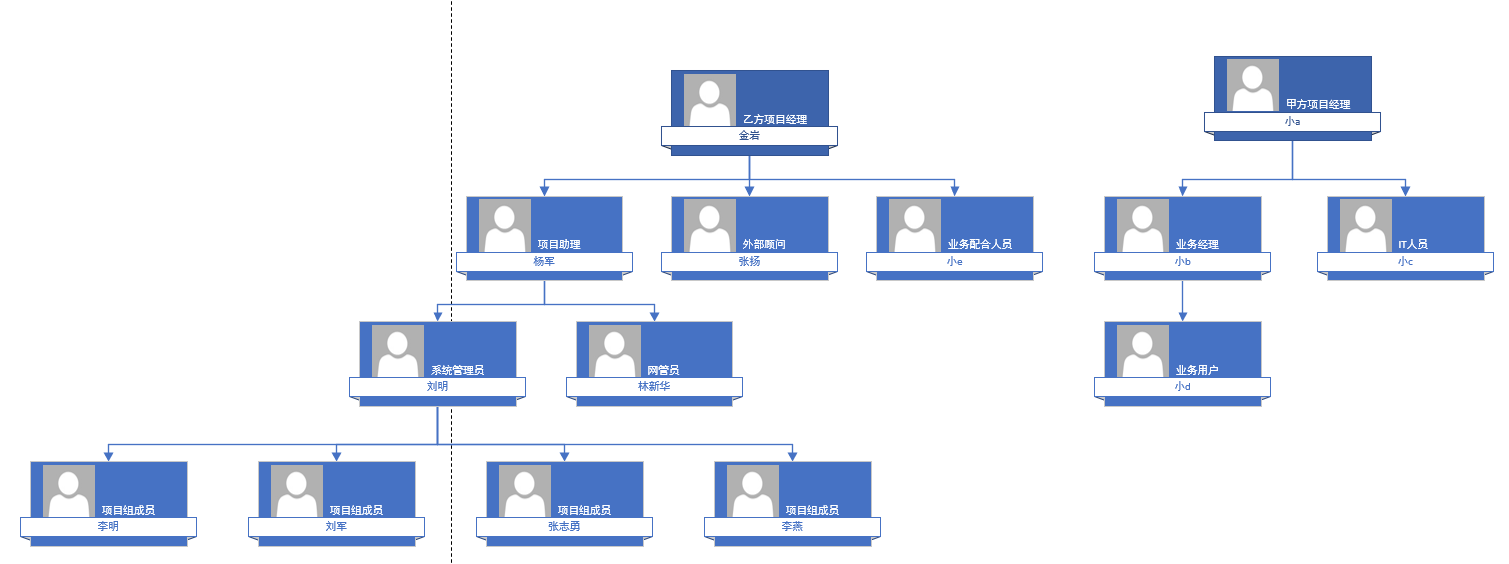 乙方项目经理
金岩
甲方项目经理
小a
项目助理
杨军
外部顾问
张扬
业务配合人员
小e
业务经理
小b
IT人员
小c
系统管理员
刘明
网管员
林新华
业务用户
小d
项目组成员
李明
项目组成员
刘军
项目组成员
张志勇
项目组成员
李燕